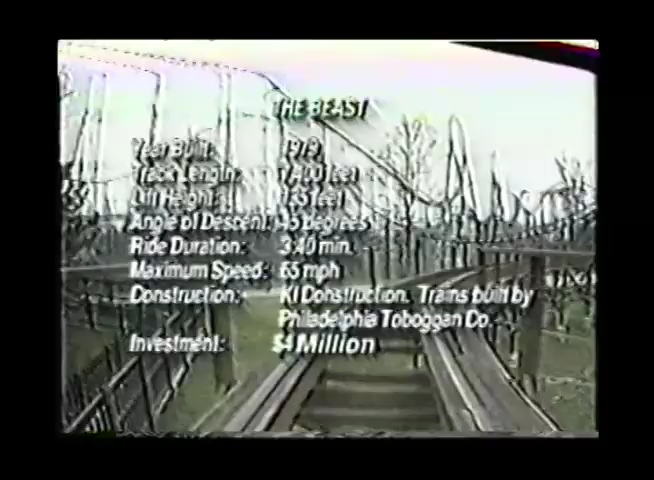 THE BEAST
Year Built: 1979
Track Length: 7,400 feet
Lift Height: 135 feet
Angle of Descent: 45 degrees
Ride Duration: 3:40 min.
Maximum Speed: 65 mph
Construction: KI Construction. Trains built by
Philadelphia Toboggan Co.
Investment: $4 Million